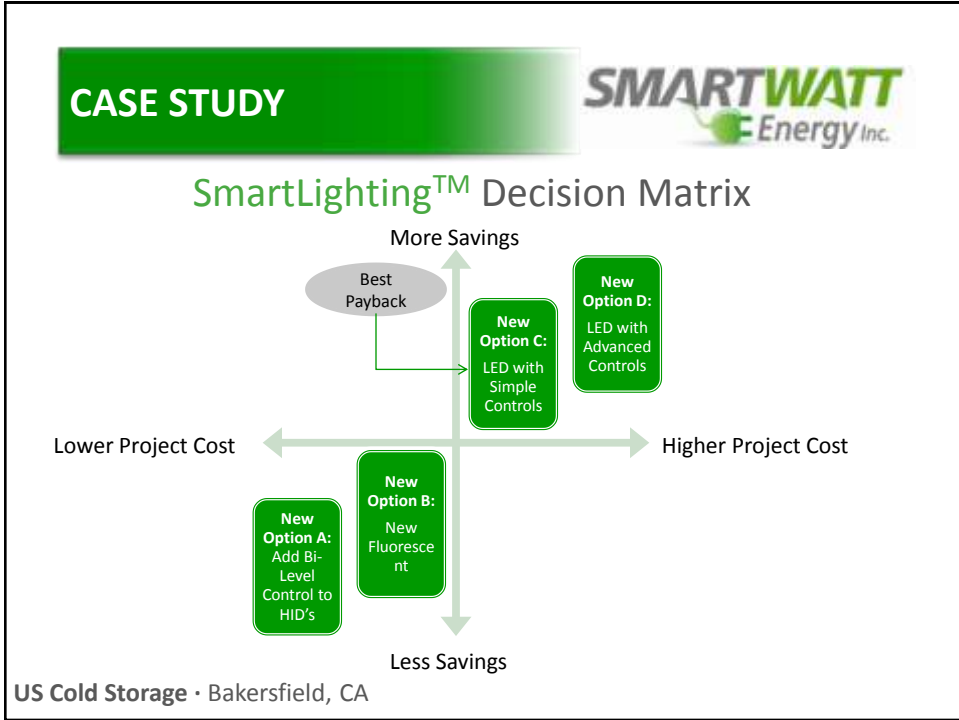 CASE STUDY
SMARTWATT
Energy Inc.
SmartLighting™ Decision Matrix
More Savings
Best
Payback
New
Option D:
LED with
Advanced
Controls
New
Option C:
LED with
Simple
Controls
Lower Project Cost
Higher Project Cost
New
Option B:
New
Fluoresce
nt
New
Option A:
Add Bi-
Level
Control to
HID's
Less Savings
US Cold Storage · Bakersfield, CA